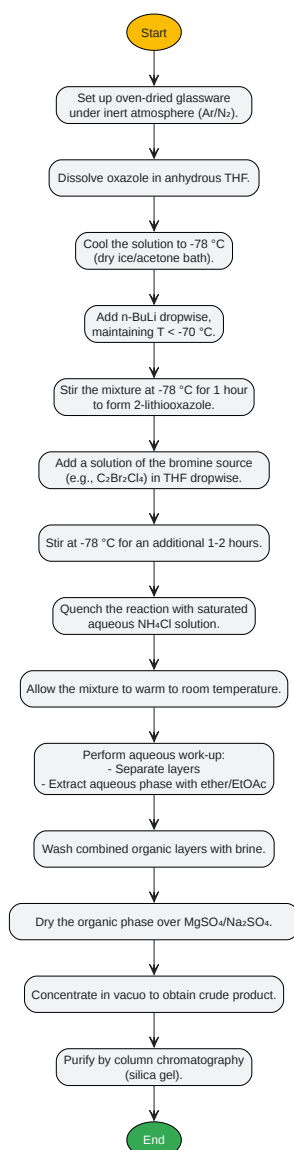 Start
Set up oven-dried glassware
under inert atmosphere (Ar/N₂).
Dissolve oxazole in anhydrous THF.
Cool the solution to -78 °C
(dry ice/acetone bath).
Add n-BuLi dropwise,
maintaining T < -70 °C.
Stir the mixture at -78 °C for 1 hour
to form 2-lithiooxazole.
Add a solution of the bromine source
(e.g., C₂Br₂Cl₄) in THF dropwise.
Stir at -78 °C for an additional 1-2 hours.
Quench the reaction with saturated
aqueous NH₄Cl solution.
Allow the mixture to warm to room temperature.
Perform aqueous work-up:
- Separate layers
- Extract aqueous phase with ether/EtOAc
Wash combined organic layers with brine.
Dry the organic phase over MgSO₄/Na₂SO₄.
Concentrate in vacuo to obtain crude product.
Purify by column chromatography
(silica gel).
End